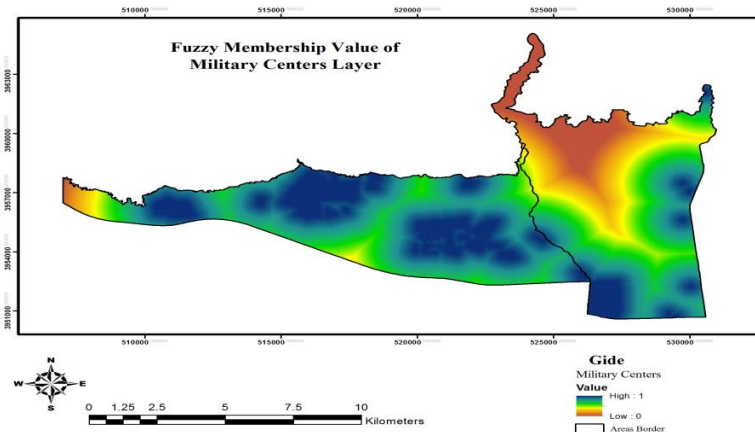 510000 515000 520000 525000 530000
Fuzzy Membership Value of
Military Centers Layer
3963000
3960000
3957000
3954000
3951000
510000 515000 520000 525000 530000
N
W E
S
0 1.25 2.5 5 7.5 10
Kilometers
Gide
Military Centers
Value
High : 1
Low : 0
Areas Border